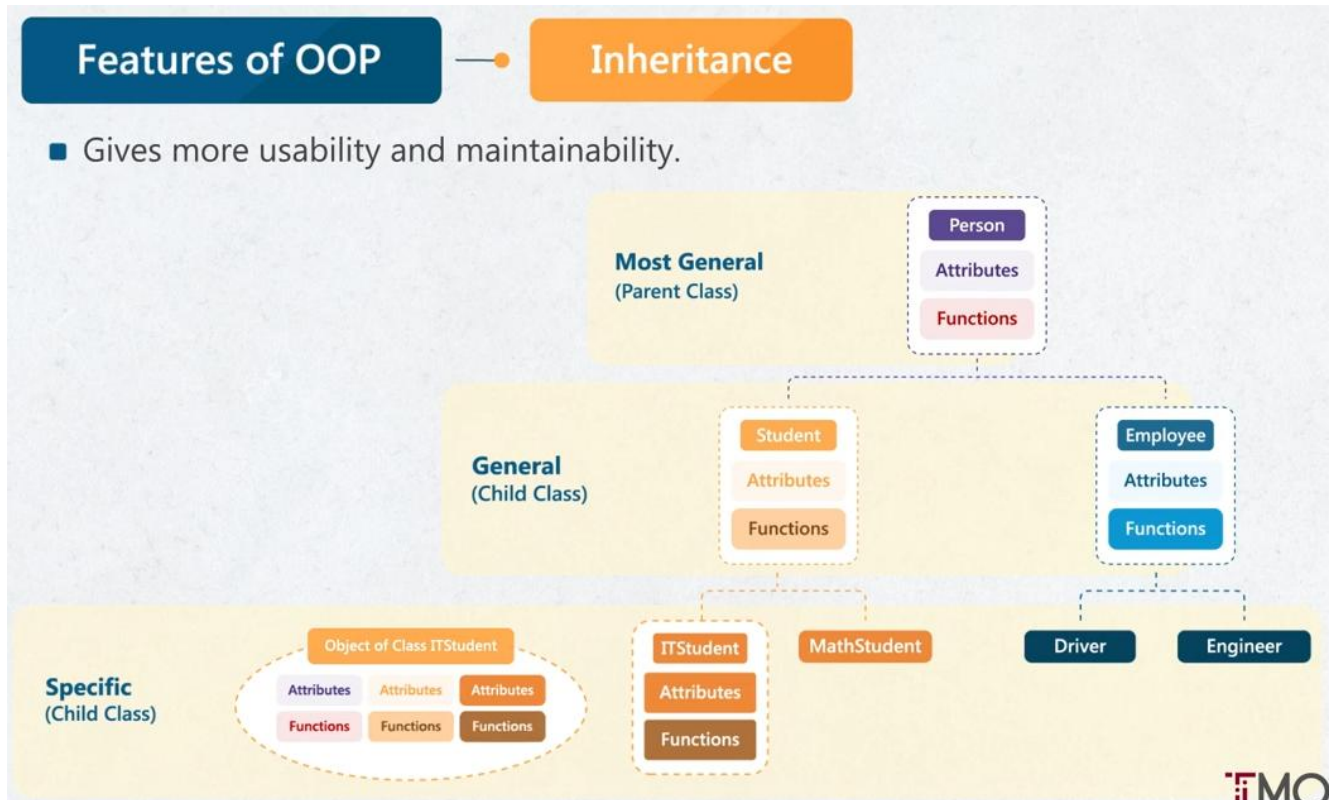 Features of OOP
Inheritance
Gives more usability and maintainability.
Most General
(Parent Class)
Person
Attributes
Functions
General
(Child Class)
Student
Attributes
Functions
Employee
Attributes
Functions
Specific
(Child Class)
Object of Class ITStudent
Attributes Attributes Attributes
Functions Functions Functions
ITStudent
Attributes
Functions
MathStudent
Driver
Engineer